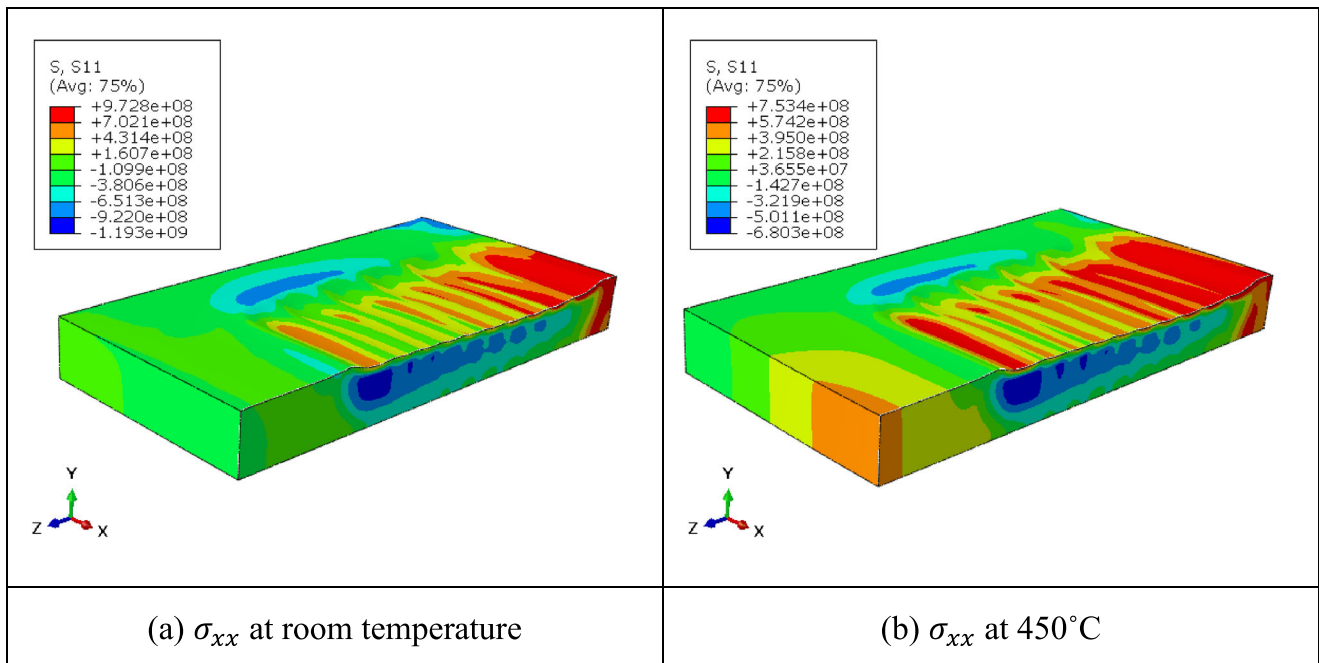 S, S11
(Avg: 75%)
+9.728e+08
+7.021e+08
+4.314e+08
+1.607e+08
-1.099e+08
-3.806e+08
-6.513e+08
-9.220e+08
-1.193e+09
Y
Z
X
(a) σₓₓ at room temperature
S, S11
(Avg: 75%)
+7.534e+08
+5.742e+08
+3.950e+08
+2.158e+08
+3.655e+07
-1.427e+08
-3.219e+08
-5.011e+08
-6.803e+08
Y
Z
X
(b) σₓₓ at 450˚C